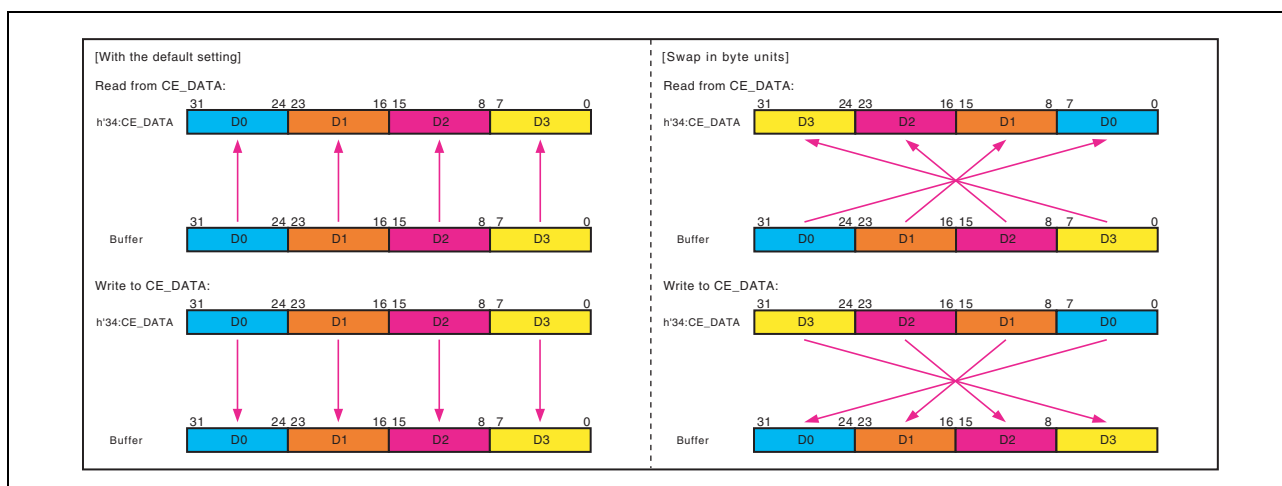 [With the default setting]
Read from CE_DATA:
31 24 23 16 15 8 7 0
h'34:CE_DATA D0 D1 D2 D3
31 24 23 16 15 8 7 0
Buffer D0 D1 D2 D3
Write to CE_DATA:
31 24 23 16 15 8 7 0
h'34:CE_DATA D0 D1 D2 D3
31 24 23 16 15 8 7 0
Buffer D0 D1 D2 D3
[Swap in byte units]
Read from CE_DATA:
31 24 23 16 15 8 7 0
h'34:CE_DATA D3 D2 D1 D0
31 24 23 16 15 8 7 0
Buffer D0 D1 D2 D3
Write to CE_DATA:
31 24 23 16 15 8 7 0
h'34:CE_DATA D3 D2 D1 D0
31 24 23 16 15 8 0
Buffer D0 D1 D2 D3